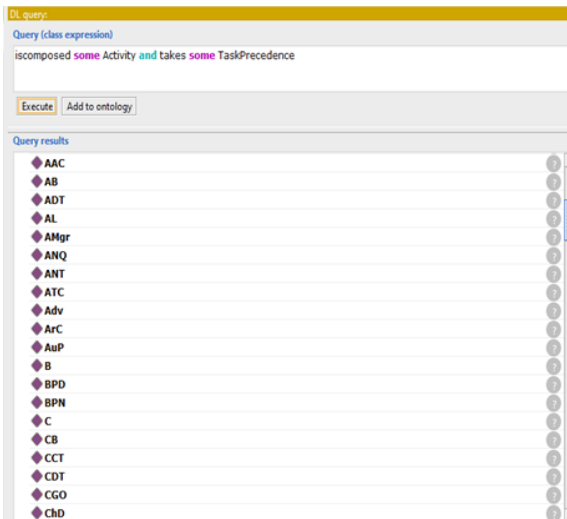 DL query:
Query (class expression)
iscomposed some Activity and takes some TaskPrecedence
Execute Add to ontology
Query results
AAC ?
AB ?
ADT ?
AL ?
AMgr ?
ANQ ?
ANT ?
ATC ?
Adv ?
ArC ?
AuP ?
B ?
BPD ?
BPN ?
C ?
CB ?
CCT ?
CDT ?
CGO ?
ChD ?